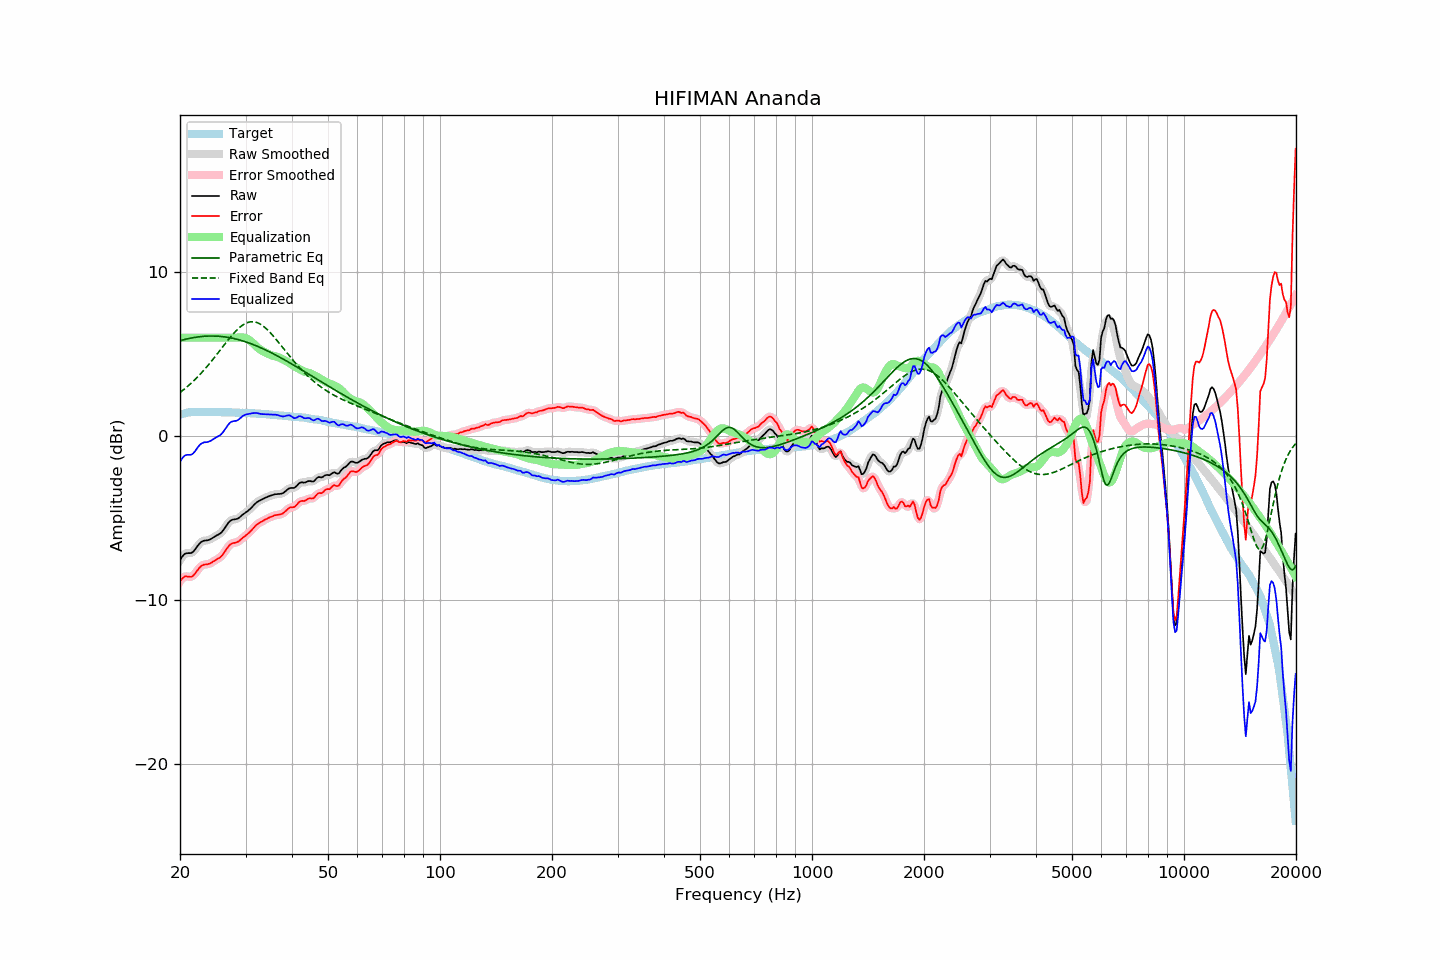 HIFIMAN Ananda
Target
Raw Smoothed
Error Smoothed
Raw
Error
Equalization
Parametric Eq
Fixed Band Eq
Equalized
Amplitude (dBr)
10
0
−10
−20
20
50
100
200
500
1000
2000
5000
10000
20000
Frequency (Hz)